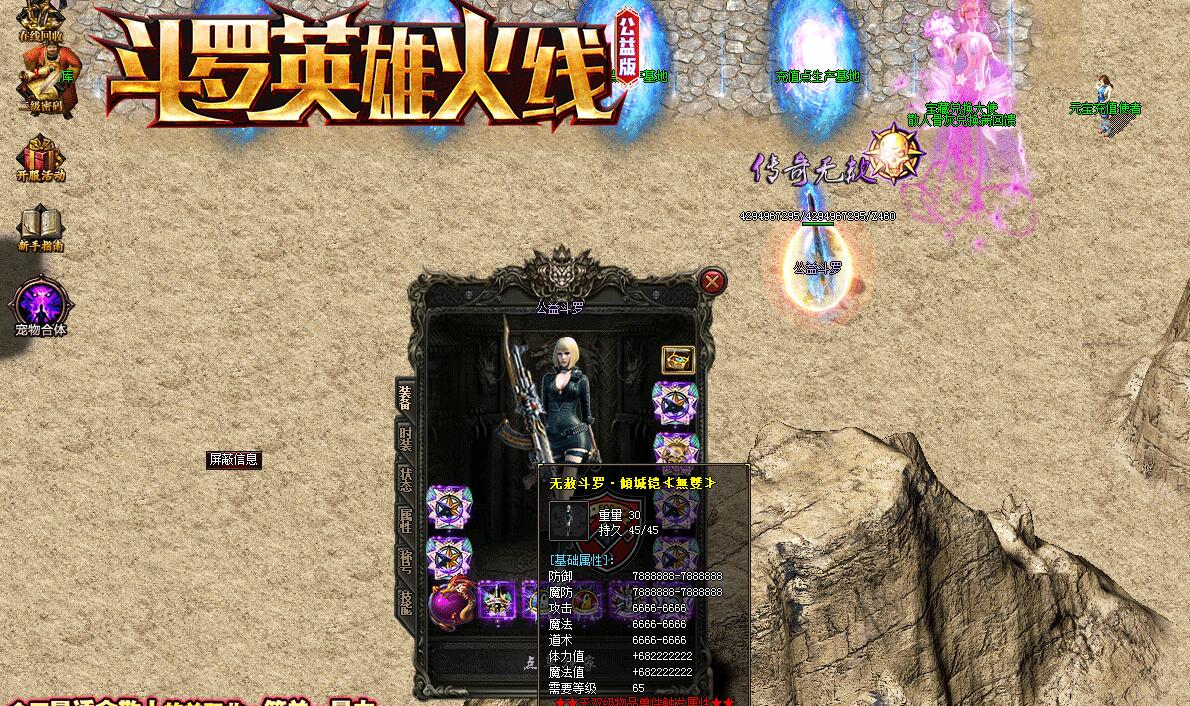 在线回收
斗罗英雄火线
公益版
基地
充值点生产基地
库
二级密码
元宝充值使者
开服活动
传奇无敌
新手指南
4294967295/4294967295/Z460
公益斗罗
宠物合体
公益斗罗
装备
时装
状态
属性
称号
技能
屏蔽信息
无敌斗罗·倾城铠≮無雙≯
重量 30
持久 45/45
[基础属性]:
防御 7888888-7888888
魔防 7888888-7888888
攻击 6666-6666
魔法 6666-6666
道术 6666-6666
体力值 +682222222
魔法值 +682222222
需要等级 65